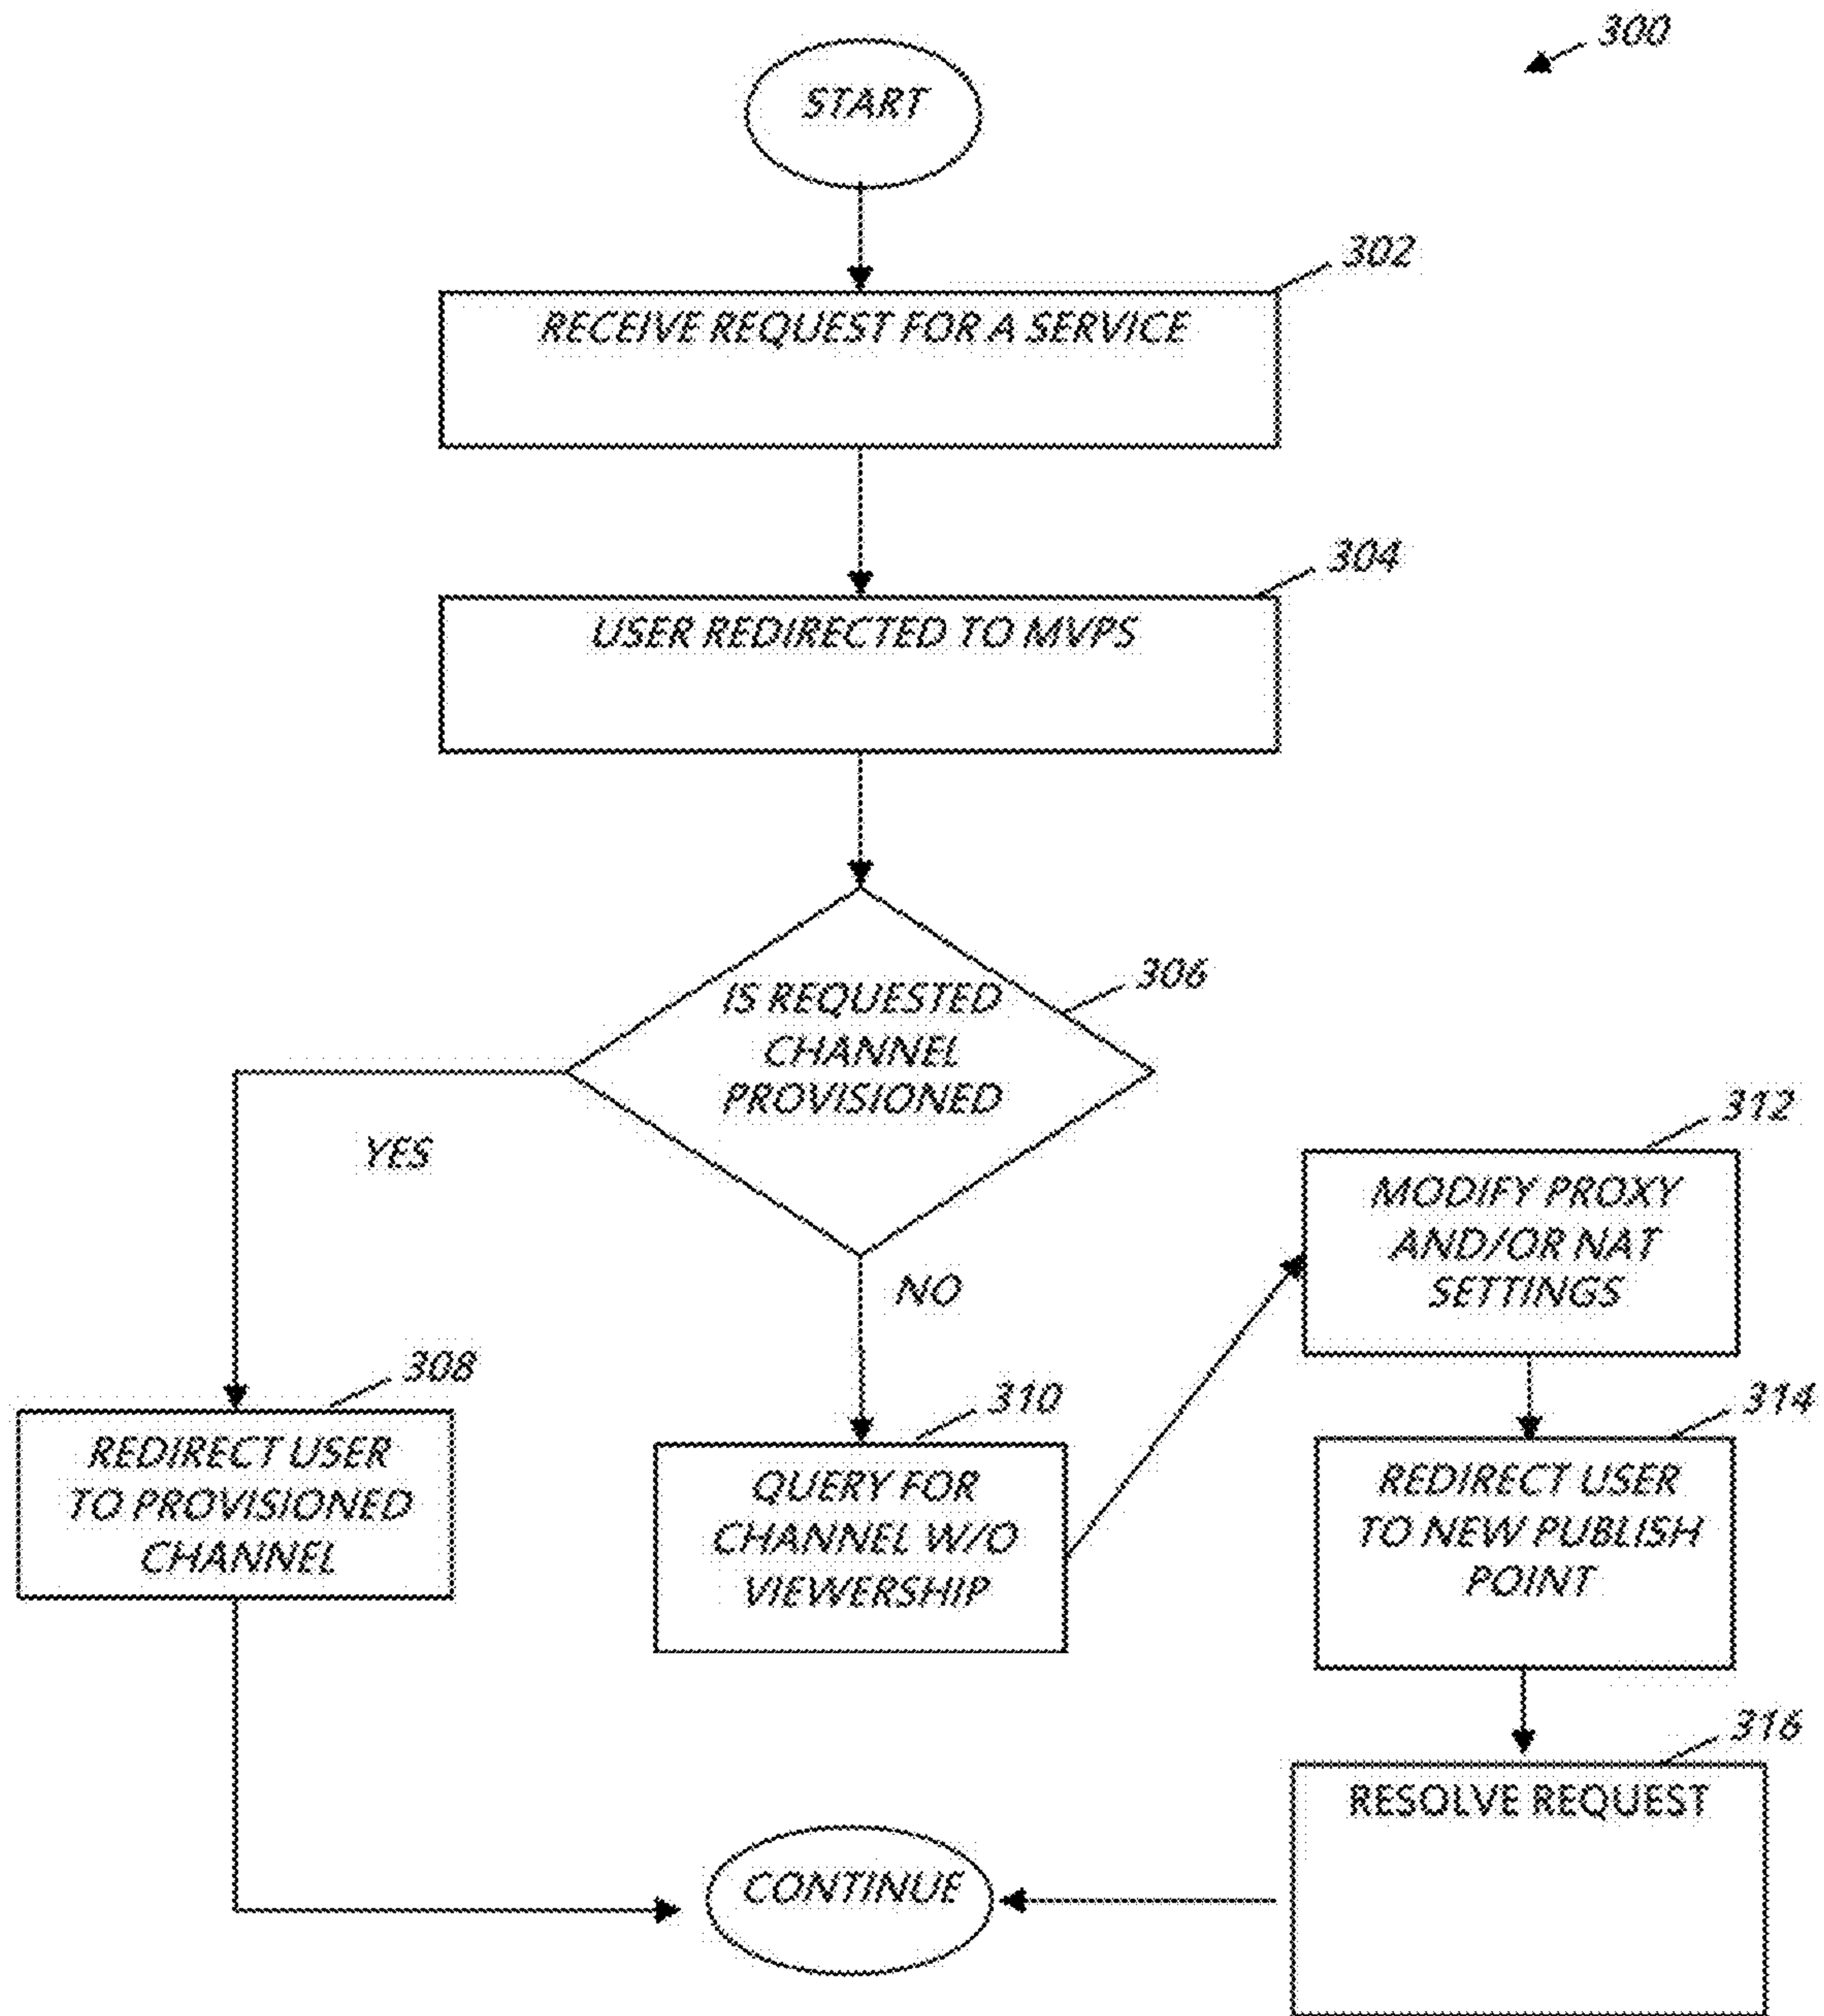 300
START
302
RECEIVE REQUEST FOR A SERVICE
304
USER REDIRECTED TO MVPS
306
IS REQUESTED
CHANNEL
PROVISIONED
YES
NO
308
REDIRECT USER
TO PROVISIONED
CHANNEL
310
QUERY FOR
CHANNEL W/O
VIEWERSHIP
312
MODIFY PROXY
AND/OR NAT
SETTINGS
314
REDIRECT USER
TO NEW PUBLISH
POINT
316
RESOLVE REQUEST
CONTINUE